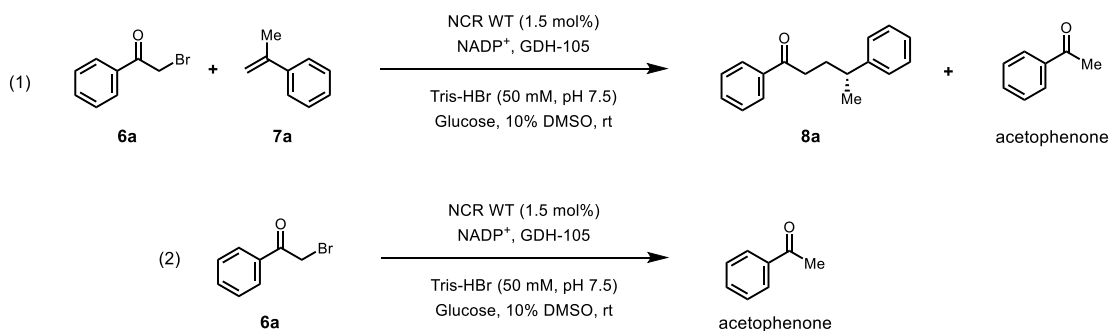 NCR WT (1.5 mol%)
NADP+, GDH-105
Tris-HBr (50 mM, pH 7.5)
Glucose, 10% DMSO, rt
(1)
O
Br
+
Me
O
Me
+
O
Me
6a
7a
8a
acetophenone
NCR WT (1.5 mol%)
NADP+, GDH-105
Tris-HBr (50 mM, pH 7.5)
Glucose, 10% DMSO, rt
(2)
O
Br
O
Me
6a
acetophenone